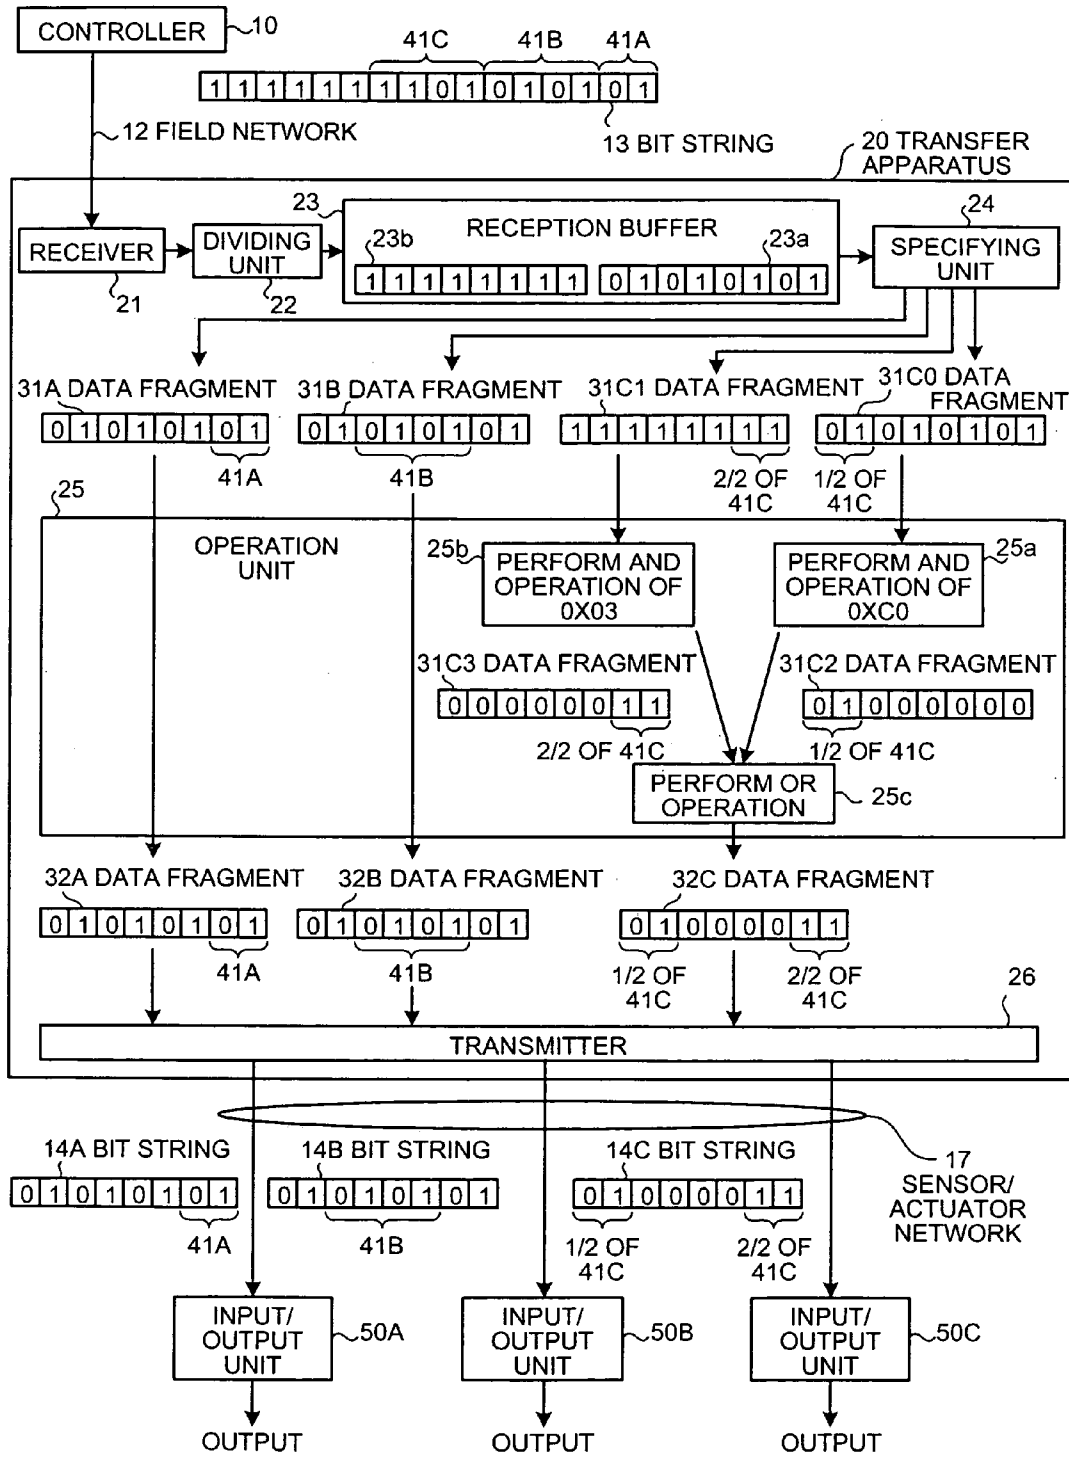 CONTROLLER
10
41C 41B 41A
1 1 1 1 1 1 1 1 0 1 0 1 0 1 0 1
12 FIELD NETWORK
13 BIT STRING
20 TRANSFER
APPARATUS
23
RECEPTION BUFFER
24
RECEIVER
21
DIVIDING
UNIT
22
23b
1 1 1 1 1 1 1 1
23a
0 1 0 1 0 1 0 1
SPECIFYING
UNIT
31A DATA FRAGMENT
0 1 0 1 0 1 0 1
41A
31B DATA FRAGMENT
0 1 0 1 0 1 0 1
41B
31C1 DATA FRAGMENT
1 1 1 1 1 1 1 1
2/2 OF
41C
31C0 DATA
FRAGMENT
0 1 0 1 0 1 0 1
1/2 OF
41C
25
OPERATION
UNIT
25b
PERFORM AND
OPERATION OF
0X03
25a
PERFORM AND
OPERATION OF
0XC0
31C3 DATA FRAGMENT
0 0 0 0 0 0 1 1
2/2 OF 41C
31C2 DATA FRAGMENT
0 1 0 0 0 0 0 0
1/2 OF 41C
PERFORM OR
OPERATION
25c
32A DATA FRAGMENT
0 1 0 1 0 1 0 1
41A
32B DATA FRAGMENT
0 1 0 1 0 1 0 1
41B
32C DATA FRAGMENT
0 1 0 0 0 0 1 1
1/2 OF
41C
2/2 OF
41C
26
TRANSMITTER
14A BIT STRING
0 1 0 1 0 1 0 1
41A
14B BIT STRING
0 1 0 1 0 1 0 1
41B
14C BIT STRING
0 1 0 0 0 0 1 1
1/2 OF
41C
2/2 OF
41C
17
SENSOR/
ACTUATOR
NETWORK
INPUT/
OUTPUT
UNIT
50A
INPUT/
OUTPUT
UNIT
50B
INPUT/
OUTPUT
UNIT
50C
OUTPUT
OUTPUT
OUTPUT